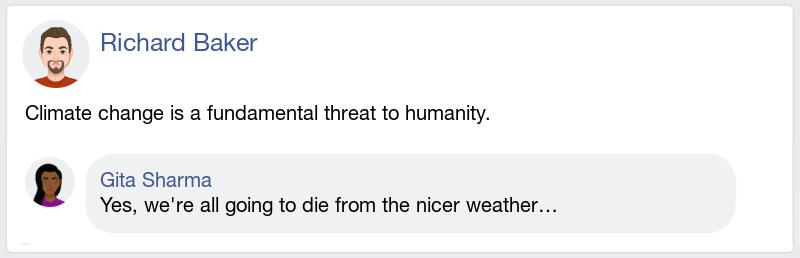 Richard Baker
Climate change is a fundamental threat to humanity.
Gita Sharma
Yes, we're all going to die from the nicer weather…